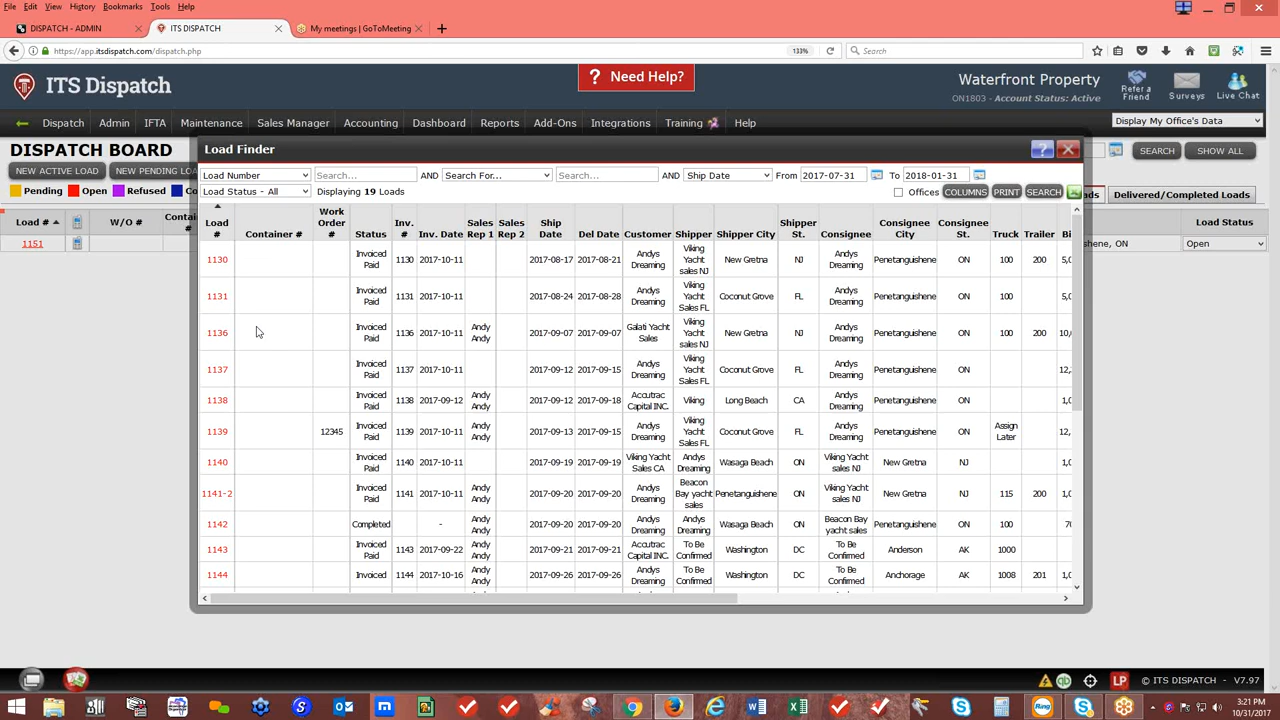 File Edit View History Bookmarks Tools Help
DISPATCH - ADMIN × ITS DISPATCH × My meetings | GoToMeeting × +
https://app.itsdispatch.com/dispatch.php 133% Search
ITS Dispatch ? Need Help? Waterfront Property Refer a Friend Surveys Live Chat
ON1803 - Account Status: Active
Dispatch Admin IFTA Maintenance Sales Manager Accounting Dashboard Reports Add-Ons Integrations Training Help Display My Office's Data
DISPATCH BOARD SEARCH SHOW ALL
NEW ACTIVE LOAD NEW PENDING
Pending Open Refused Delivered/Completed Loads
Load # W/O # Load Status
1151 Open
Load Finder ? X
Load Number Search... AND Search For... Search... AND Ship Date From 2017-07-31 To 2018-01-31
Load Status - All Displaying 19 Loads Offices COLUMNS PRINT SEARCH
Load # Container # Work Order # Status Inv. # Inv. Date Sales Rep 1 Sales Rep 2 Ship Date Del Date Customer Shipper Shipper City Shipper St. Consignee Consignee City Consignee St. Truck Trailer
1130 Invoiced Paid 1130 2017-10-11 2017-08-17 2017-08-21 Andys Dreaming Viking Yacht sales NJ New Gretna NJ Andys Dreaming Penetanguishene ON 100 200 5,0
1131 Invoiced Paid 1131 2017-10-11 2017-08-24 2017-08-28 Andys Dreaming Viking Yacht Sales FL Coconut Grove FL Andys Dreaming Penetanguishene ON 100 5,0
1136 Invoiced Paid 1136 2017-10-11 Andy Andy 2017-09-07 2017-09-07 Galati Yacht Sales Viking Yacht sales NJ New Gretna NJ Andys Dreaming Penetanguishene ON 100 200 10,
1137 Invoiced Paid 1137 2017-10-11 2017-09-12 2017-09-15 Andys Dreaming Viking Yacht Sales FL Coconut Grove FL Andys Dreaming Penetanguishene ON 12,
1138 Invoiced Paid 1138 2017-09-12 Andy Andy 2017-09-12 2017-09-18 Accutrac Capital INC. Viking Long Beach CA Andys Dreaming Penetanguishene ON 1,0
1139 12345 Invoiced Paid 1139 2017-10-11 Andy Andy 2017-09-13 2017-09-15 Andys Dreaming Viking Yacht Sales FL Coconut Grove FL Andys Dreaming Penetanguishene ON Assign Later 12,
1140 Invoiced Paid 1140 2017-10-11 2017-09-19 2017-09-19 Viking Yacht Sales CA Andys Dreaming Wasaga Beach ON Viking Yacht sales NJ New Gretna NJ 1,0
1141-2 Invoiced Paid 1141 2017-10-11 Andy Andy 2017-09-20 2017-09-20 Andys Dreaming Beacon Bay yacht sales Penetanguishene ON Viking Yacht sales NJ New Gretna NJ 115 200 1,0
1142 Completed - Andy Andy 2017-09-20 2017-09-20 Andys Dreaming Andys Dreaming Wasaga Beach ON Beacon Bay yacht sales Penetanguishene ON 100 70
1143 Invoiced Paid 1143 2017-09-22 Andy Andy 2017-09-21 2017-09-21 Accutrac Capital INC. To Be Confirmed Washington DC To Be Confirmed Anderson AK 1000
1144 Invoiced 1144 2017-10-16 Andy Andy 2017-09-26 2017-09-26 Andys Dreaming To Be Confirmed Washington DC To Be Confirmed Anchorage AK 1008 201 1,0
LP © ITS DISPATCH - V7.97
3:21 PM
10/31/2017